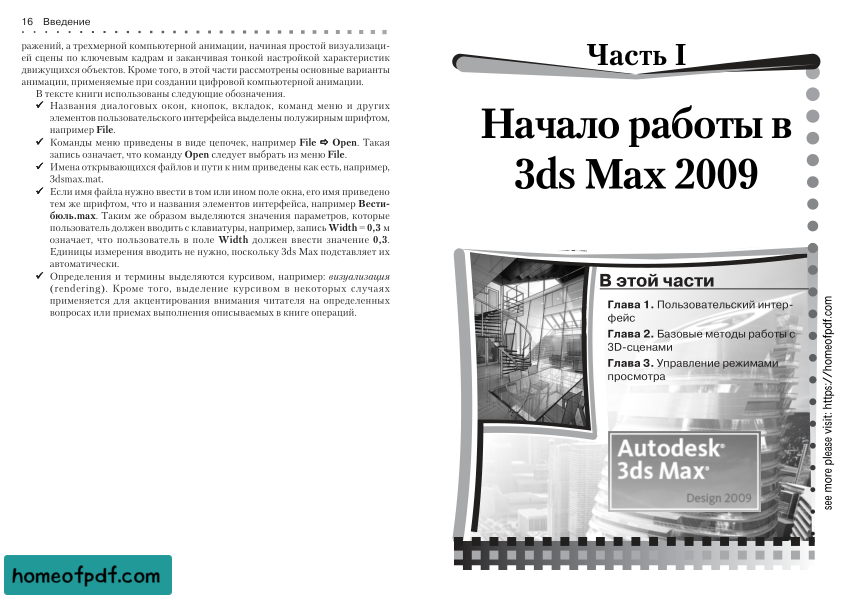 16 Введение
ражений, а трехмерной компьютерной анимации, начиная простой визуализаци-
ей сцены по ключевым кадрам и заканчивая тонкой настройкой характеристик
движущихся объектов. Кроме того, в этой части рассмотрены основные варианты
анимации, применяемые при создании цифровой компьютерной анимации.
В тексте книги использованы следующие обозначения.
✓ Названия диалоговых окон, кнопок, вкладок, команд меню и других
элементов пользовательского интерфейса выделены полужирным шрифтом,
например File.
✓ Команды меню приведены в виде цепочек, например File ⇨ Open. Такая
запись означает, что команду Open следует выбрать из меню File.
✓ Имена открывающихся файлов и пути к ним приведены как есть, например,
3dsmax.mat.
✓ Если имя файла нужно ввести в том или ином поле окна, его имя приведено
тем же шрифтом, что и названия элементов интерфейса, например Вести-
бюль.max. Таким же образом выделяются значения параметров, которые
пользователь должен вводить с клавиатуры, например, запись Width = 0,3 м
означает, что пользователь в поле Width должен ввести значение 0,3.
Единицы измерения вводить не нужно, поскольку 3ds Max подставляет их
автоматически.
✓ Определения и термины выделяются курсивом, например: визуализация
(rendering). Кроме того, выделение курсивом в некоторых случаях
применяется для акцентирования внимания читателя на определенных
вопросах или приемах выполнения описываемых в книге операций.
Часть I
Начало работы в
3ds Max 2009
В этой части
Глава 1. Пользовательский интер-
фейс
Глава 2. Базовые методы работы с
3D-сценами
Глава 3. Управление режимами
просмотра
Autodesk®
3ds Max®
Design 2009
see more please visit: https://homeofpdf.com
homeofpdf.com